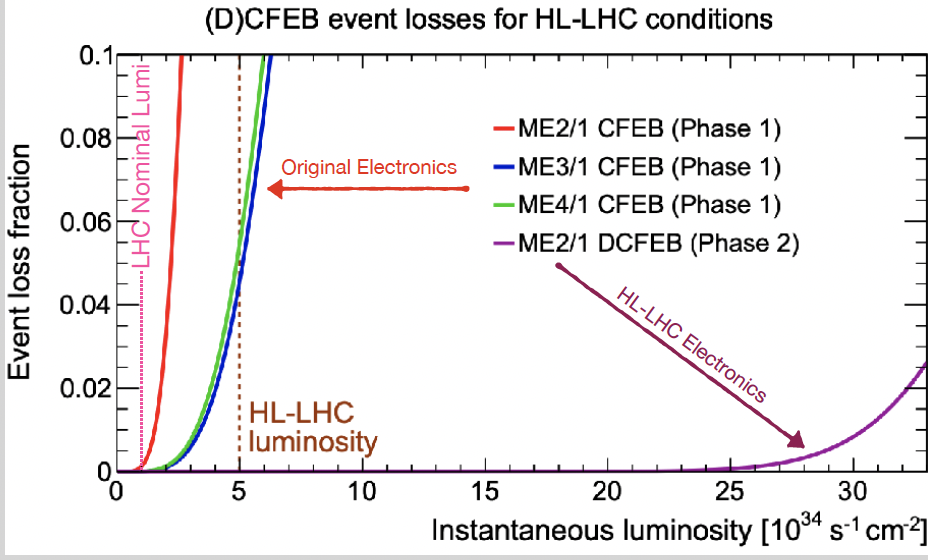 (D)CFEB event losses for HL-LHC conditions
Event loss fraction
0.1
0.08
0.06
0.04
0.02
0
LHC Nominal Lumi
Original Electronics
ME2/1 CFEB (Phase 1)
ME3/1 CFEB (Phase 1)
ME4/1 CFEB (Phase 1)
ME2/1 DCFEB (Phase 2)
HL-LHC Electronics
HL-LHC
luminosity
0 5 10 15 20 25 30
Instantaneous luminosity [10³⁴ s⁻¹ cm⁻²]